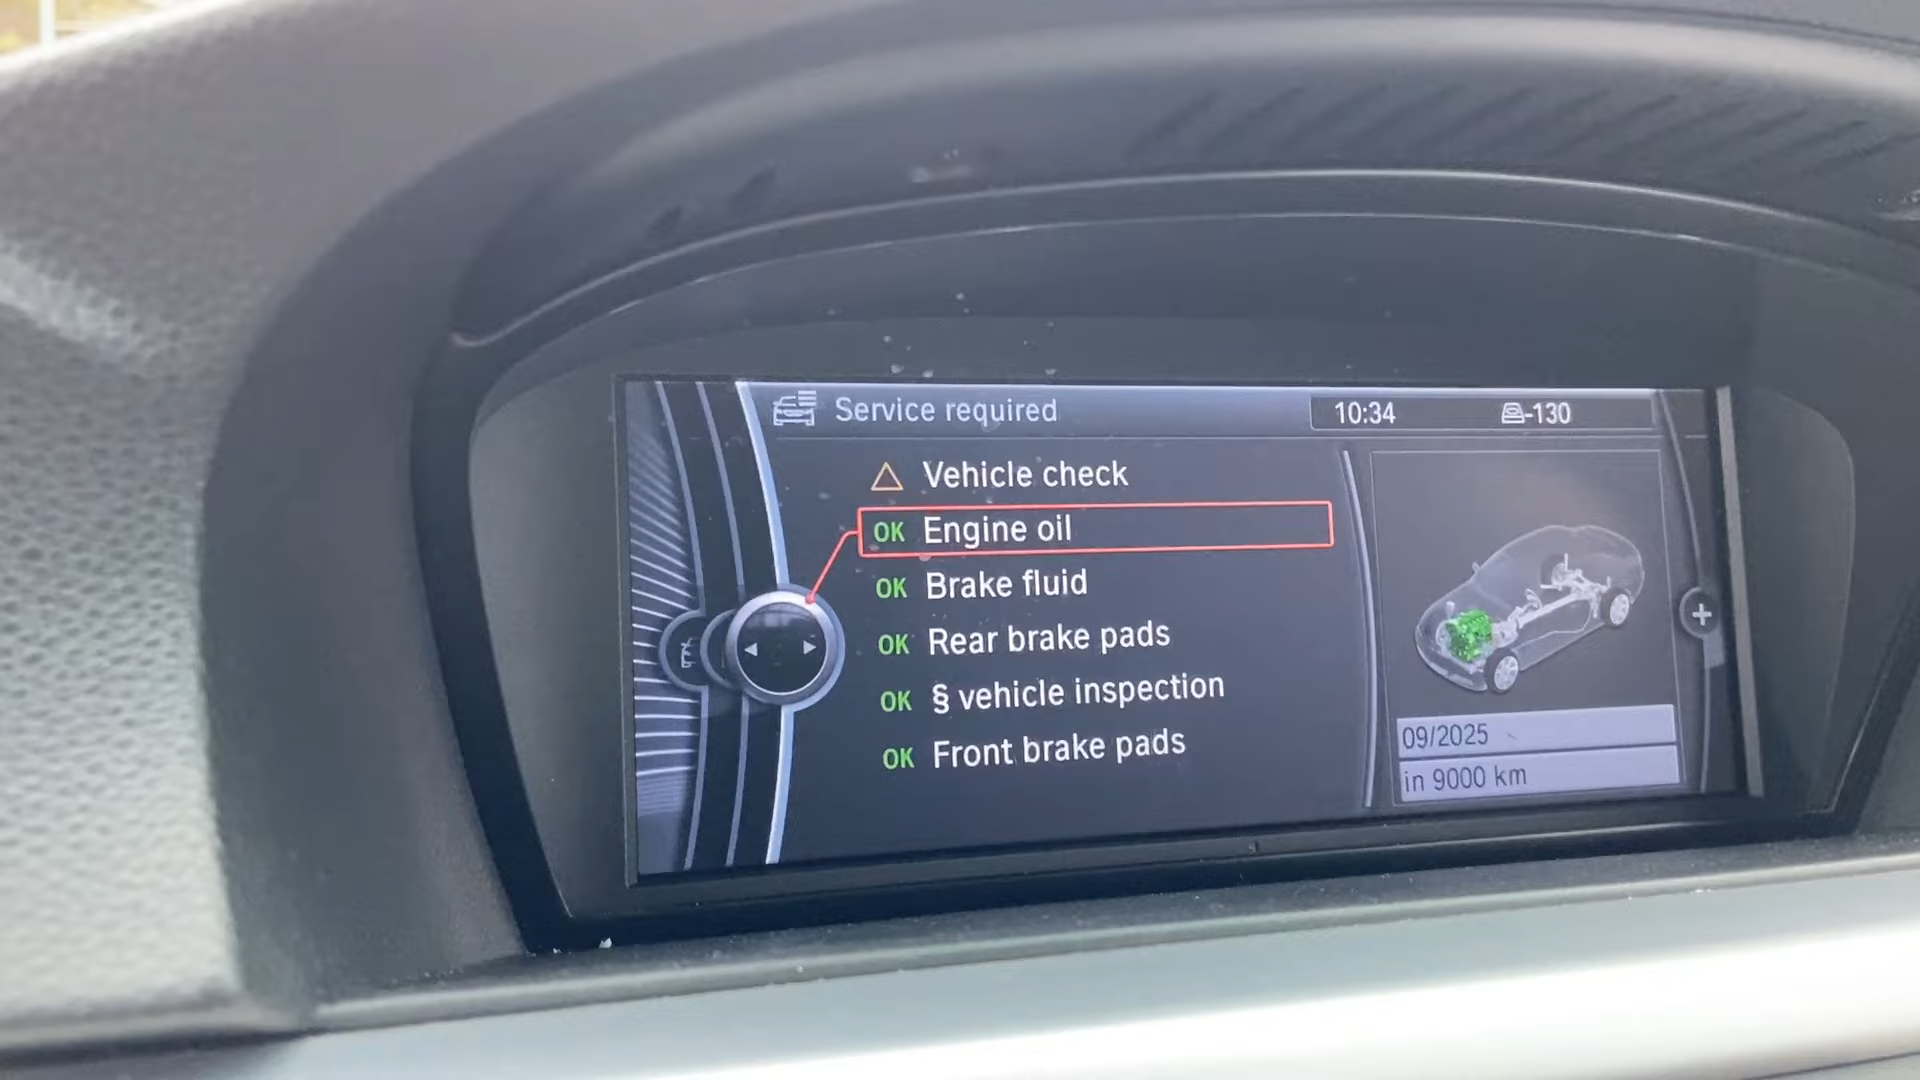 Service required
10:34
-130
Vehicle check
OK Engine oil
OK Brake fluid
OK Rear brake pads
OK § vehicle inspection
OK Front brake pads
09/2025
in 9000 km